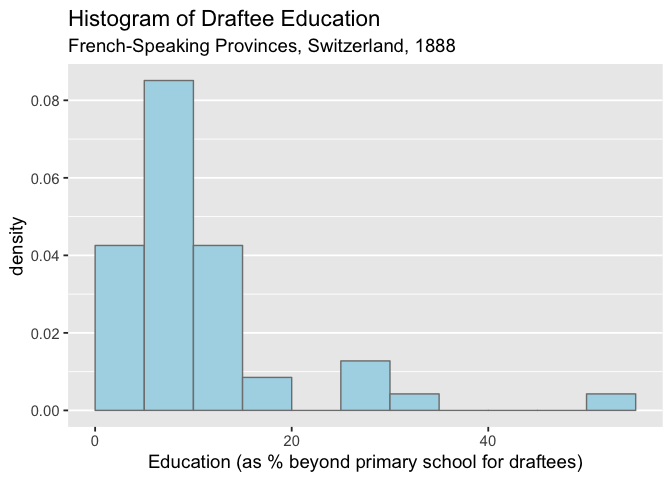 Histogram of Draftee Education
French-Speaking Provinces, Switzerland, 1888
0.08
0.06
0.04
0.02
0.00
density
0 20 40
Education (as % beyond primary school for draftees)